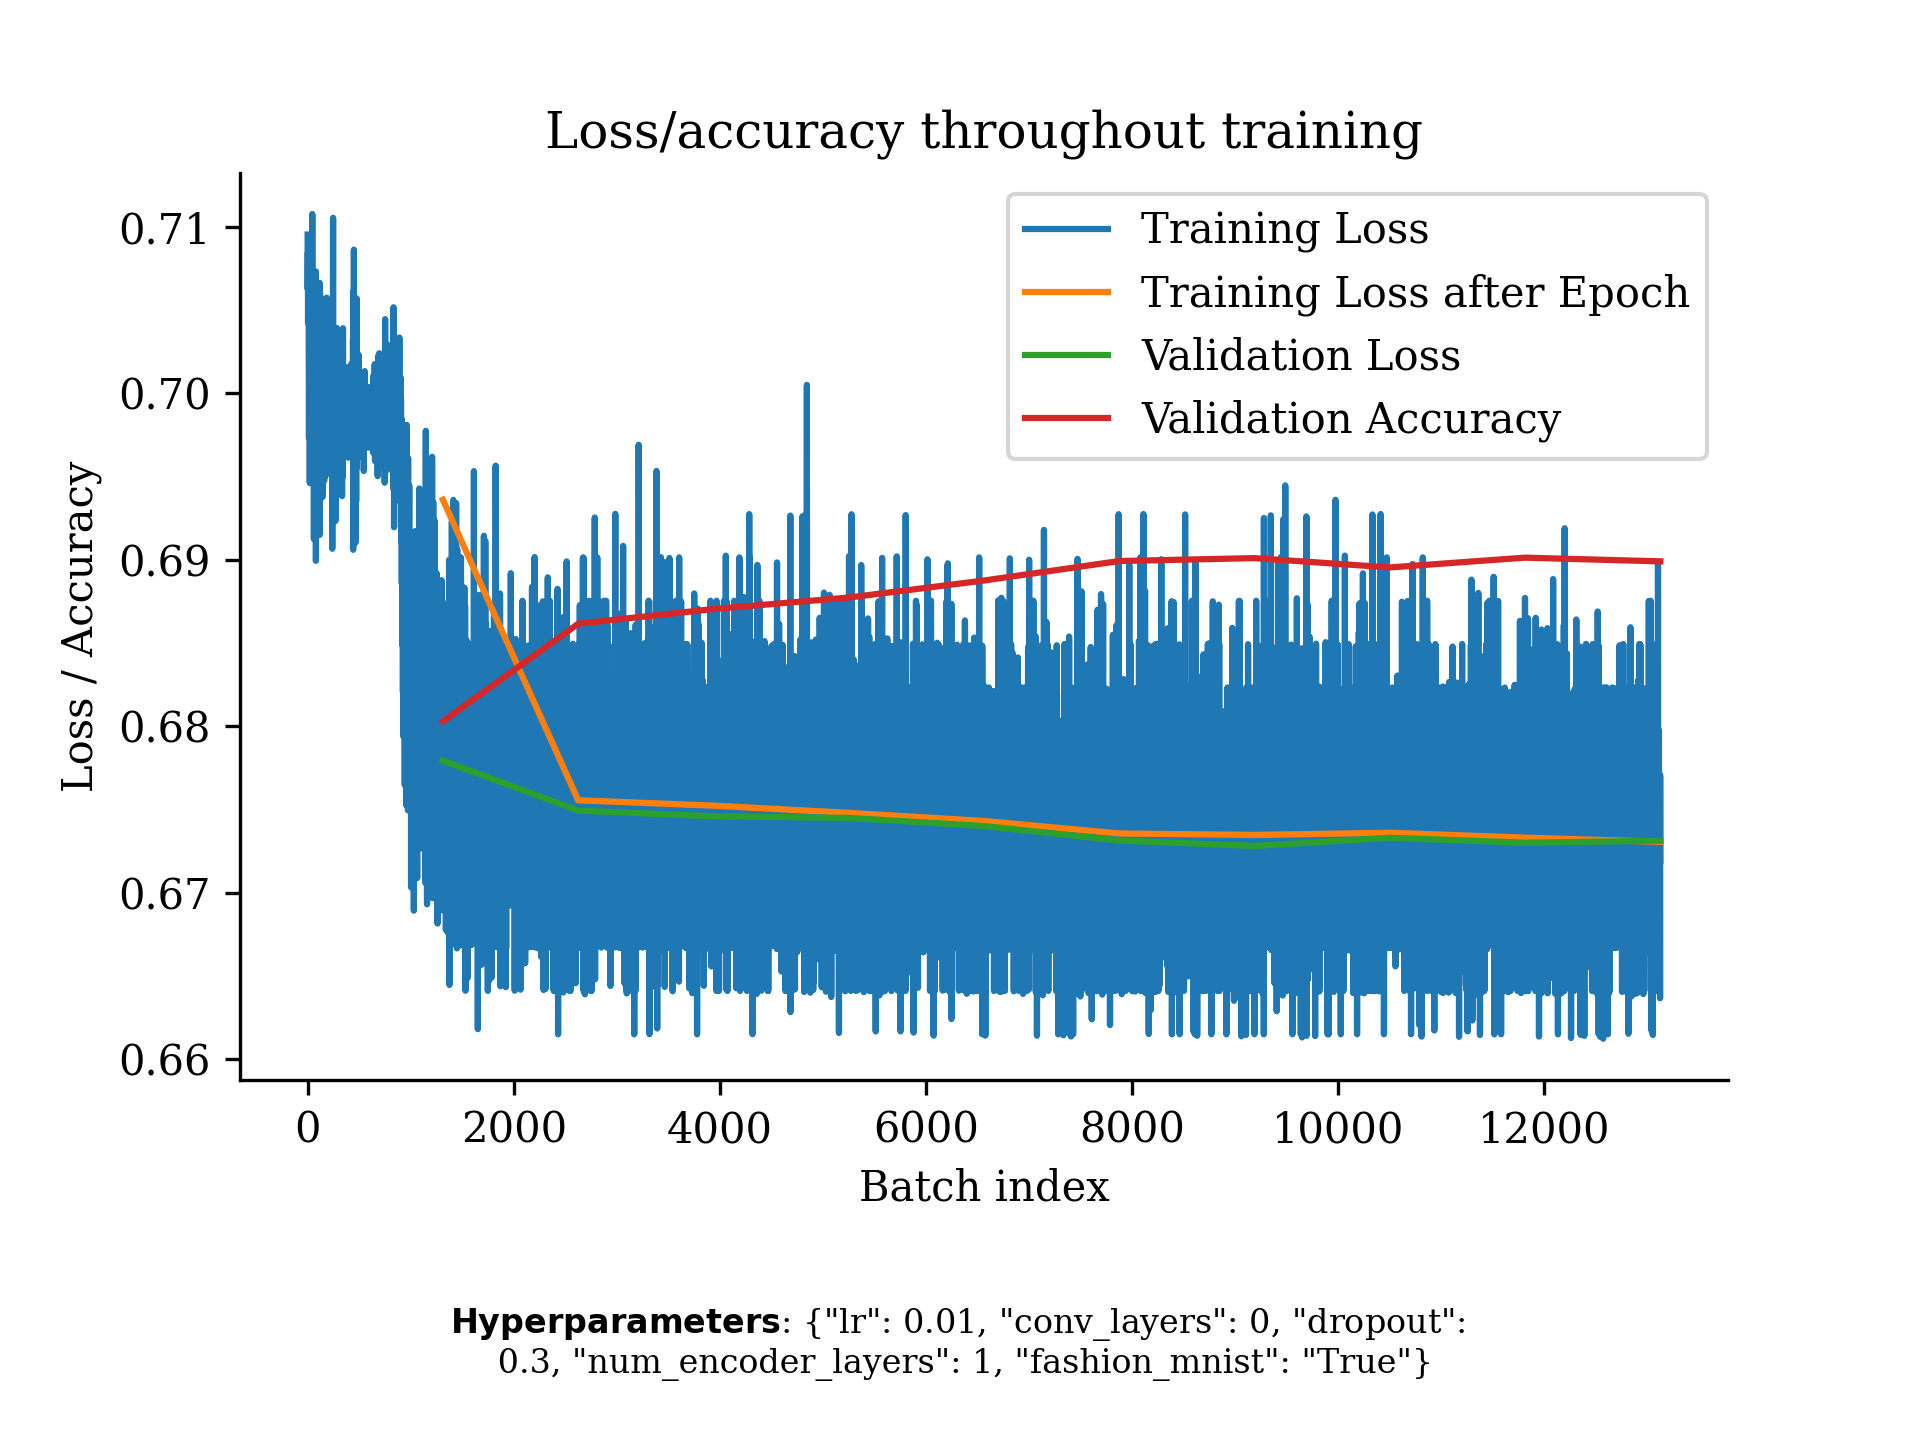 Loss/accuracy throughout training
Training Loss
Training Loss after Epoch
Validation Loss
Validation Accuracy
Loss / Accuracy
0.71
0.70
0.69
0.68
0.67
0.66
0 2000 4000 6000 8000 10000 12000
Batch index
Hyperparameters: {"lr": 0.01, "conv_layers": 0, "dropout":
0.3, "num_encoder_layers": 1, "fashion_mnist": "True"}